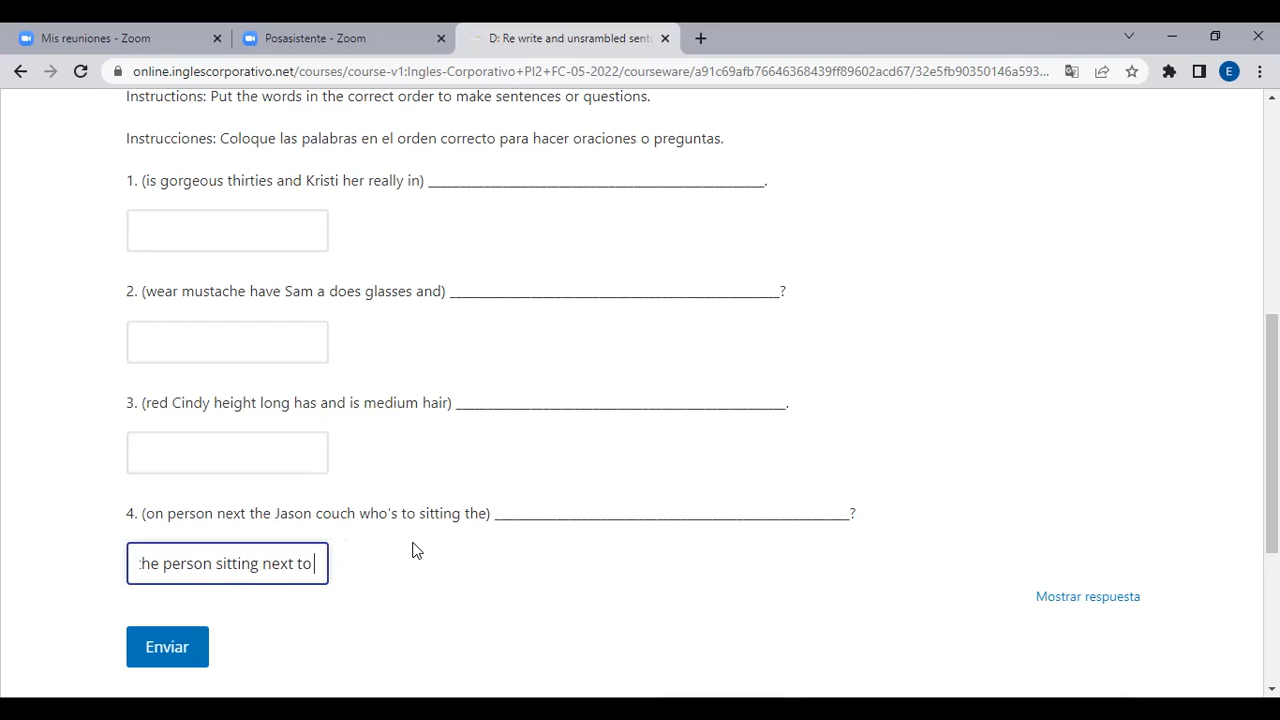 Mis reuniones - Zoom
Posasistente - Zoom
D: Re write and unsrambled sent
online.inglescorporativo.net/courses/course-v1:Ingles-Corporativo+PI2+FC-05-2022/courseware/a91c69afb76646368439ff89602acd67/32e5fb90350146a593...
E
Instructions: Put the words in the correct order to make sentences or questions.
Instrucciones: Coloque las palabras en el orden correcto para hacer oraciones o preguntas.
1. (is gorgeous thirties and Kristi her really in) ________________________________________.
2. (wear mustache have Sam a does glasses and) ________________________________________?
3. (red Cindy height long has and is medium hair) ________________________________________.
4. (on person next the Jason couch who's to sitting the) ________________________________________?
the person sitting next to
Mostrar respuesta
Enviar